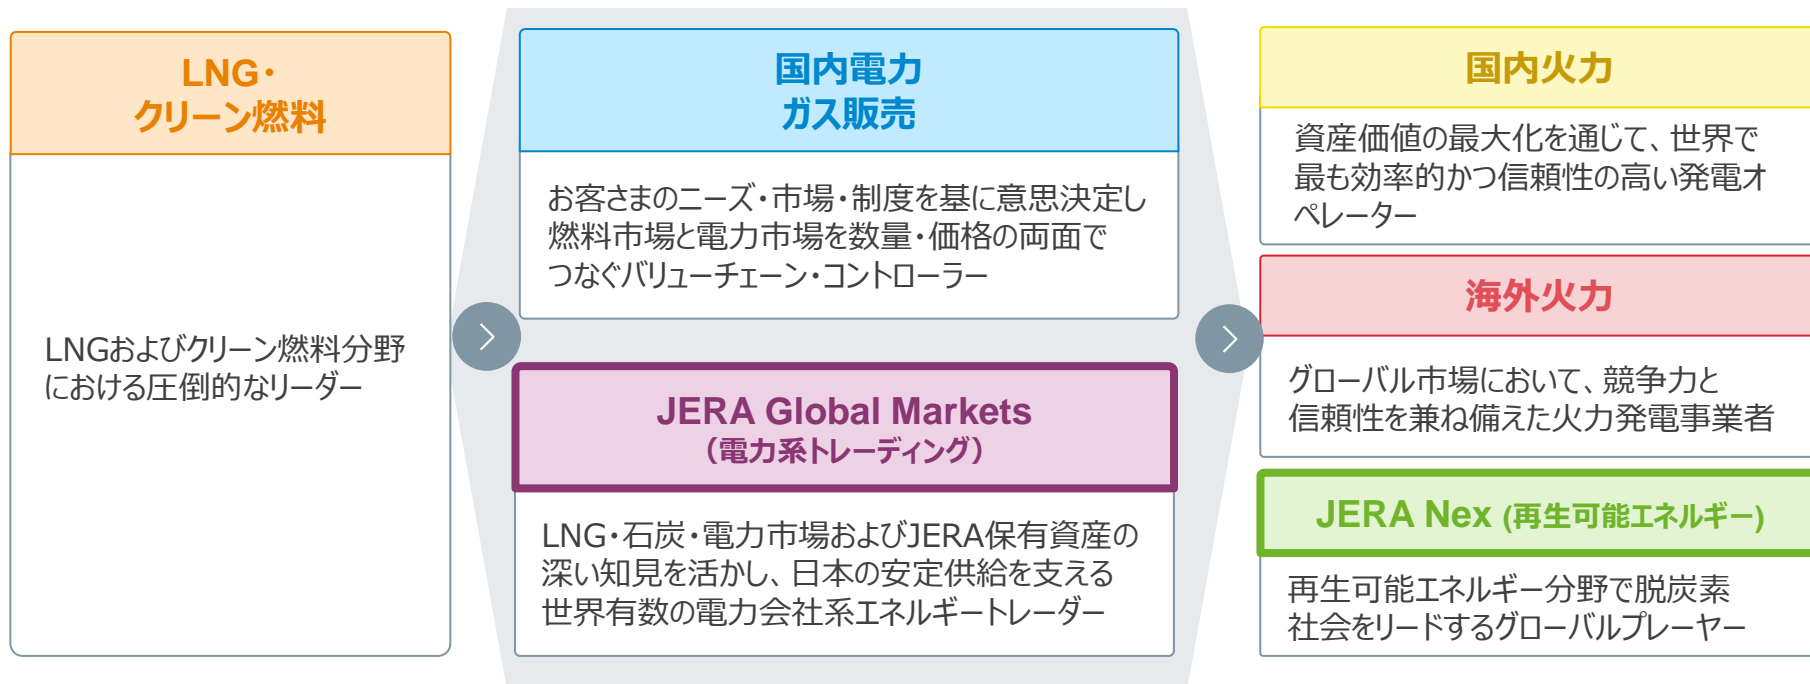 LNG・
クリーン燃料
LNGおよびクリーン燃料分野
における圧倒的なリーダー
国内電力
ガス販売
お客さまのニーズ・市場・制度を基に意思決定し
燃料市場と電力市場を数量・価格の両面で
つなぐバリューチェーン・コントローラー
JERA Global Markets
（電力系トレーディング）
LNG・石炭・電力市場およびJERA保有資産の
深い知見を活かし、日本の安定供給を支える
世界有数の電力会社系エネルギートレーダー
国内火力
資産価値の最大化を通じて、世界で
最も効率的かつ信頼性の高い発電オ
ペレーター
海外火力
グローバル市場において、競争力と
信頼性を兼ね備えた火力発電事業者
JERA Nex (再生可能エネルギー)
再生可能エネルギー分野で脱炭素
社会をリードするグローバルプレーヤー